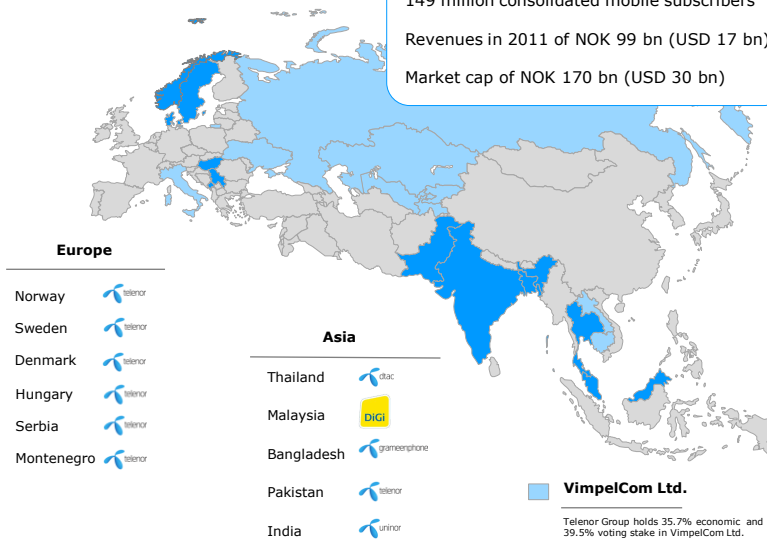 149 million consolidated mobile subscribers
Revenues in 2011 of NOK 99 bn (USD 17 bn)
Market cap of NOK 170 bn (USD 30 bn)
Europe
Norway telenor
Sweden telenor
Denmark telenor
Hungary telenor
Serbia telenor
Montenegro telenor
Asia
Thailand dtac
Malaysia DiGi
Bangladesh grameenphone
Pakistan telenor
India uninor
VimpelCom Ltd.
Telenor Group holds 35.7% economic and
39.5% voting stake in VimpelCom Ltd.